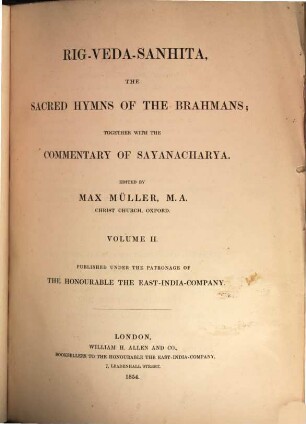 RIG-VEDA-SANHITA,
THE
SACRED HYMNS OF THE BRAHMANS;
TOGETHER WITH THE
COMMENTARY OF SAYANACHARYA.
EDITED BY
MAX MÜLLER, M.A.
CHRIST CHURCH, OXFORD.
VOLUME II.
PUBLISHED UNDER THE PATRONAGE OF
THE HONOURABLE THE EAST-INDIA-COMPANY.
LONDON,
WILLIAM H. ALLEN AND CO.,
BOOKSELLERS TO THE HONOURABLE THE EAST-INDIA-COMPANY,
7, LEADENHALL STREET.
1854.